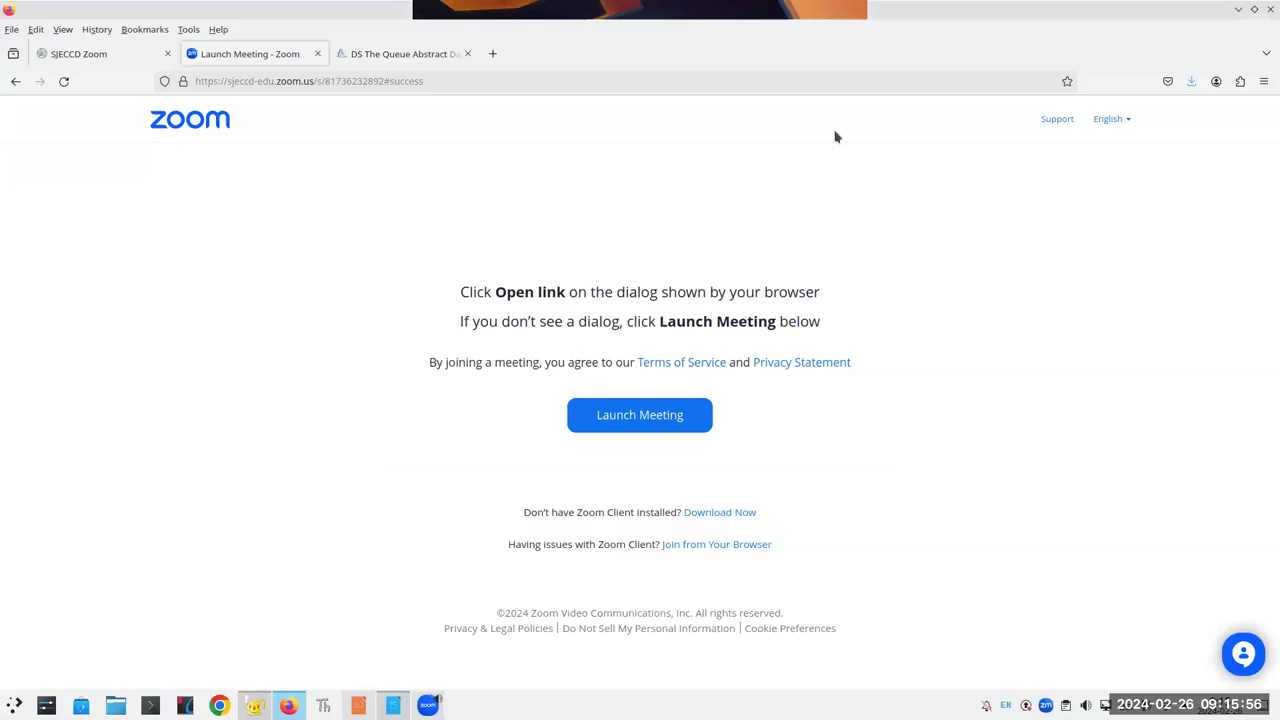 File Edit View History Bookmarks Tools Help
SJECCD Zoom
zm Launch Meeting - Zoom
DS The Queue Abstract Da
https://sjeccd-edu.zoom.us/s/81736232892#success
zoom
Support
English
Click Open link on the dialog shown by your browser
If you don't see a dialog, click Launch Meeting below
By joining a meeting, you agree to our Terms of Service and Privacy Statement
Launch Meeting
Don't have Zoom Client installed? Download Now
Having issues with Zoom Client? Join from Your Browser
©2024 Zoom Video Communications, Inc. All rights reserved.
Privacy & Legal Policies | Do Not Sell My Personal Information | Cookie Preferences
Th
zoom
EN
zm
2024-02-26 09:15:56